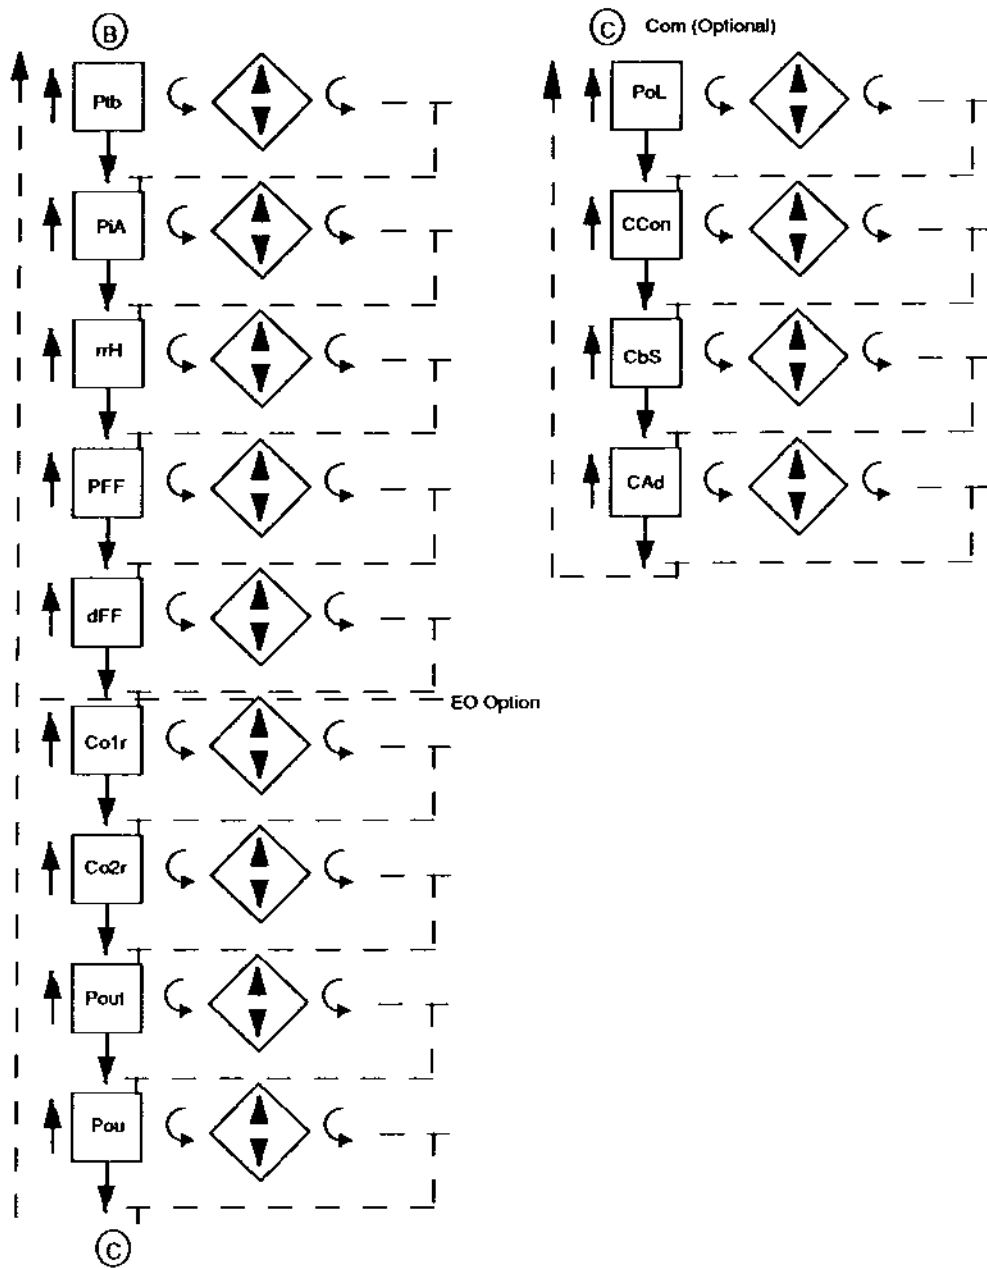 B
Ptb
PiA
rrH
PFF
dFF
EO Option
Co1r
Co2r
Pout
Pou
C
C Com (Optional)
PoL
CCon
CbS
CAd